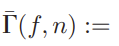 Γ̄(f, n) :=